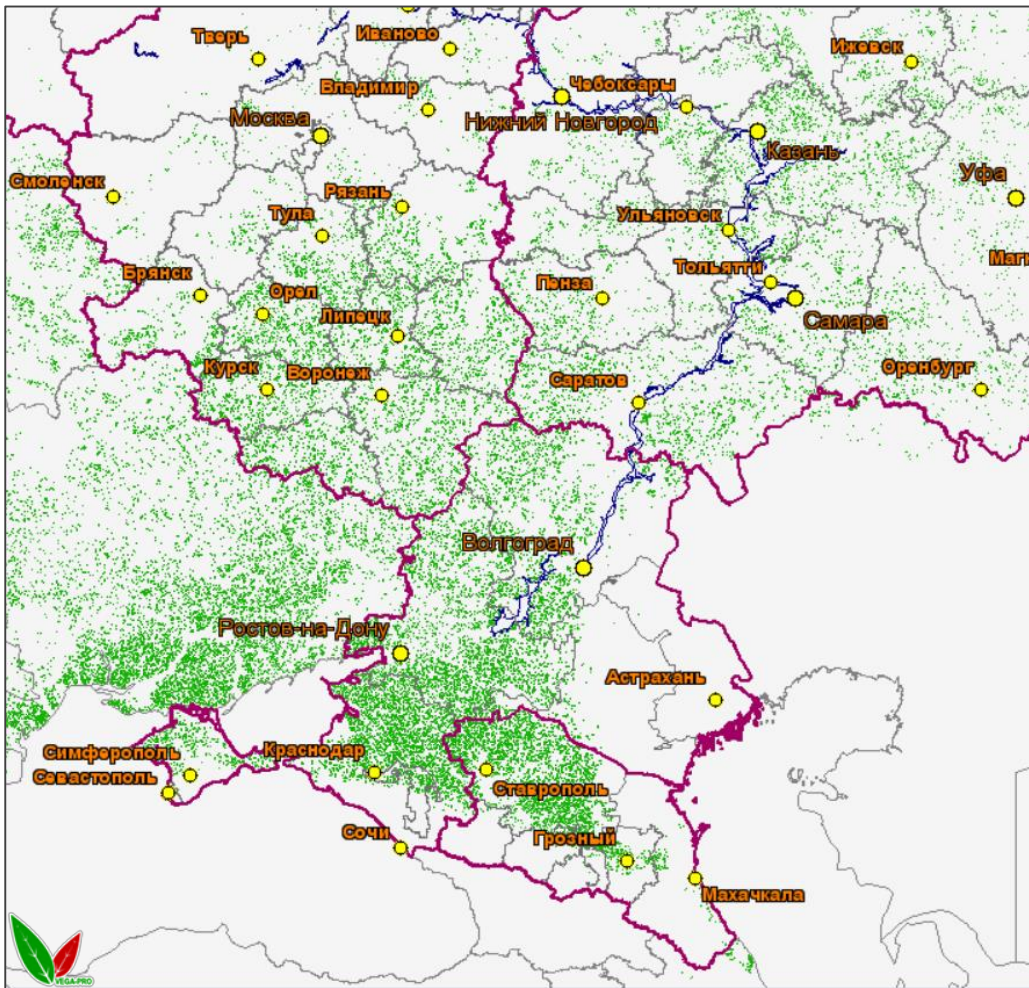 Тверь
Иваново
Ижевск
Владимир
Чебоксары
Москва
Нижний Новгород
Казань
Смоленск
Рязань
Уфа
Тула
Ульяновск
Брянск
Орел
Пенза
Тольятти
Магн
Липецк
Самара
Курск
Воронеж
Саратов
Оренбург
Волгоград
Ростов-на-Дону
Астрахань
Симферополь
Краснодар
Севастополь
Ставрополь
Сочи
Грозный
Махачкала
VEGA-PRO